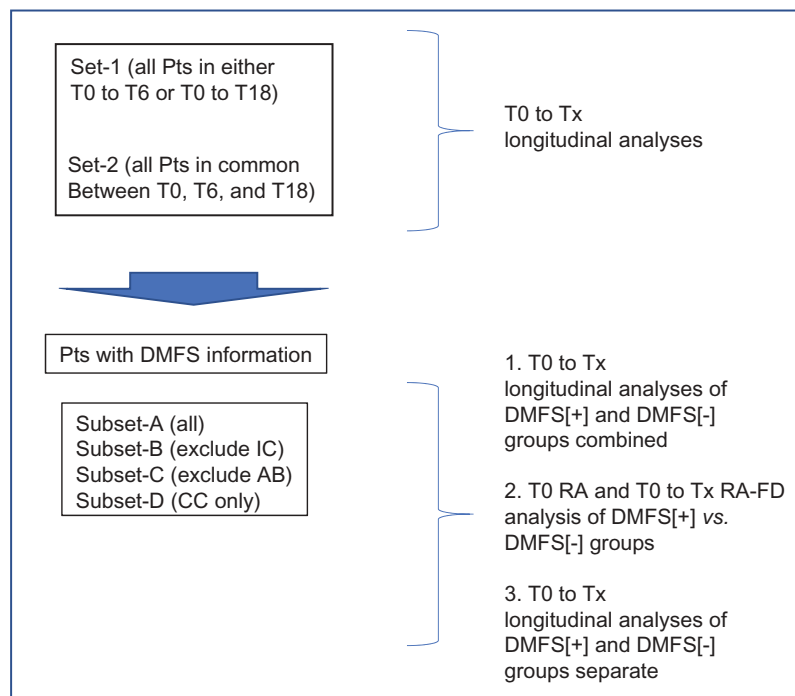 Set-1 (all Pts in either
T0 to T6 or T0 to T18)
Set-2 (all Pts in common
Between T0, T6, and T18)
T0 to Tx
longitudinal analyses
Pts with DMFS information
Subset-A (all)
Subset-B (exclude IC)
Subset-C (exclude AB)
Subset-D (CC only)
1. T0 to Tx
longitudinal analyses of
DMFS[+] and DMFS[-]
groups combined
2. T0 RA and T0 to Tx RA-FD
analysis of DMFS[+] vs.
DMFS[-] groups
3. T0 to Tx
longitudinal analyses of
DMFS[+] and DMFS[-]
groups separate